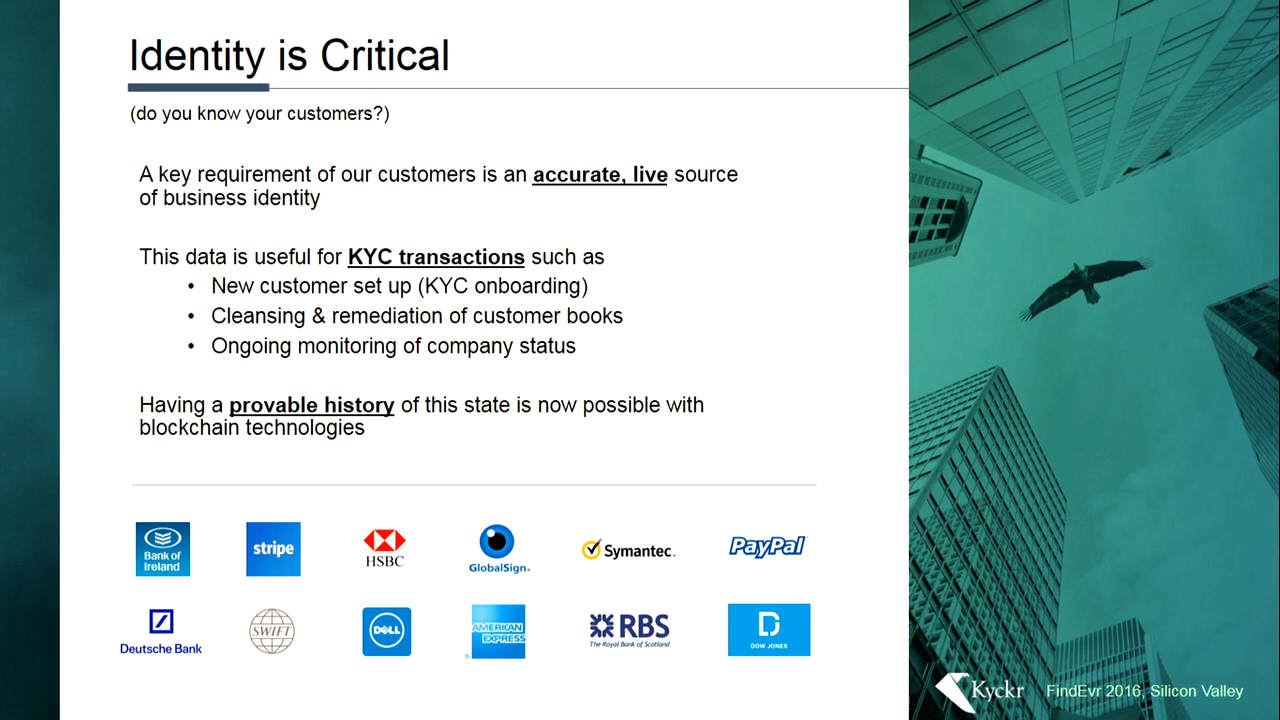 Identity is Critical
(do you know your customers?)
A key requirement of our customers is an accurate, live source
of business identity
This data is useful for KYC transactions such as
• New customer set up (KYC onboarding)
• Cleansing & remediation of customer books
• Ongoing monitoring of company status
Having a provable history of this state is now possible with
blockchain technologies
Bank of
Ireland
stripe
HSBC
GlobalSign.
Symantec.
PayPal
Deutsche Bank
SWIFT
DELL
AMERICAN
EXPRESS
®
RBS
The Royal Bank of Scotland
D
DOW JONES
Kyckr
FindEvr 2016, Silicon Valley